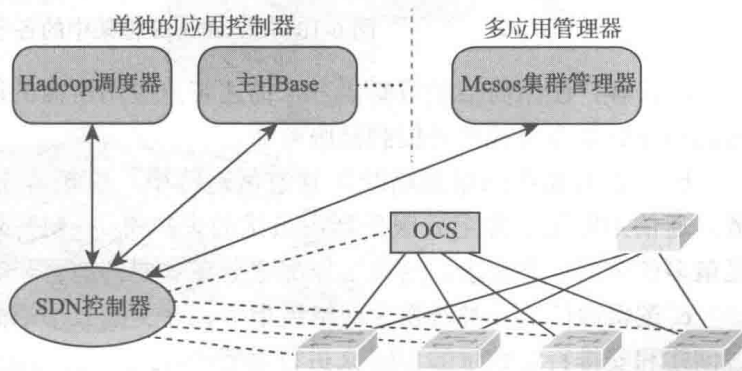 单独的应用控制器
多应用管理器
Hadoop调度器
主HBase
Mesos集群管理器
OCS
SDN控制器